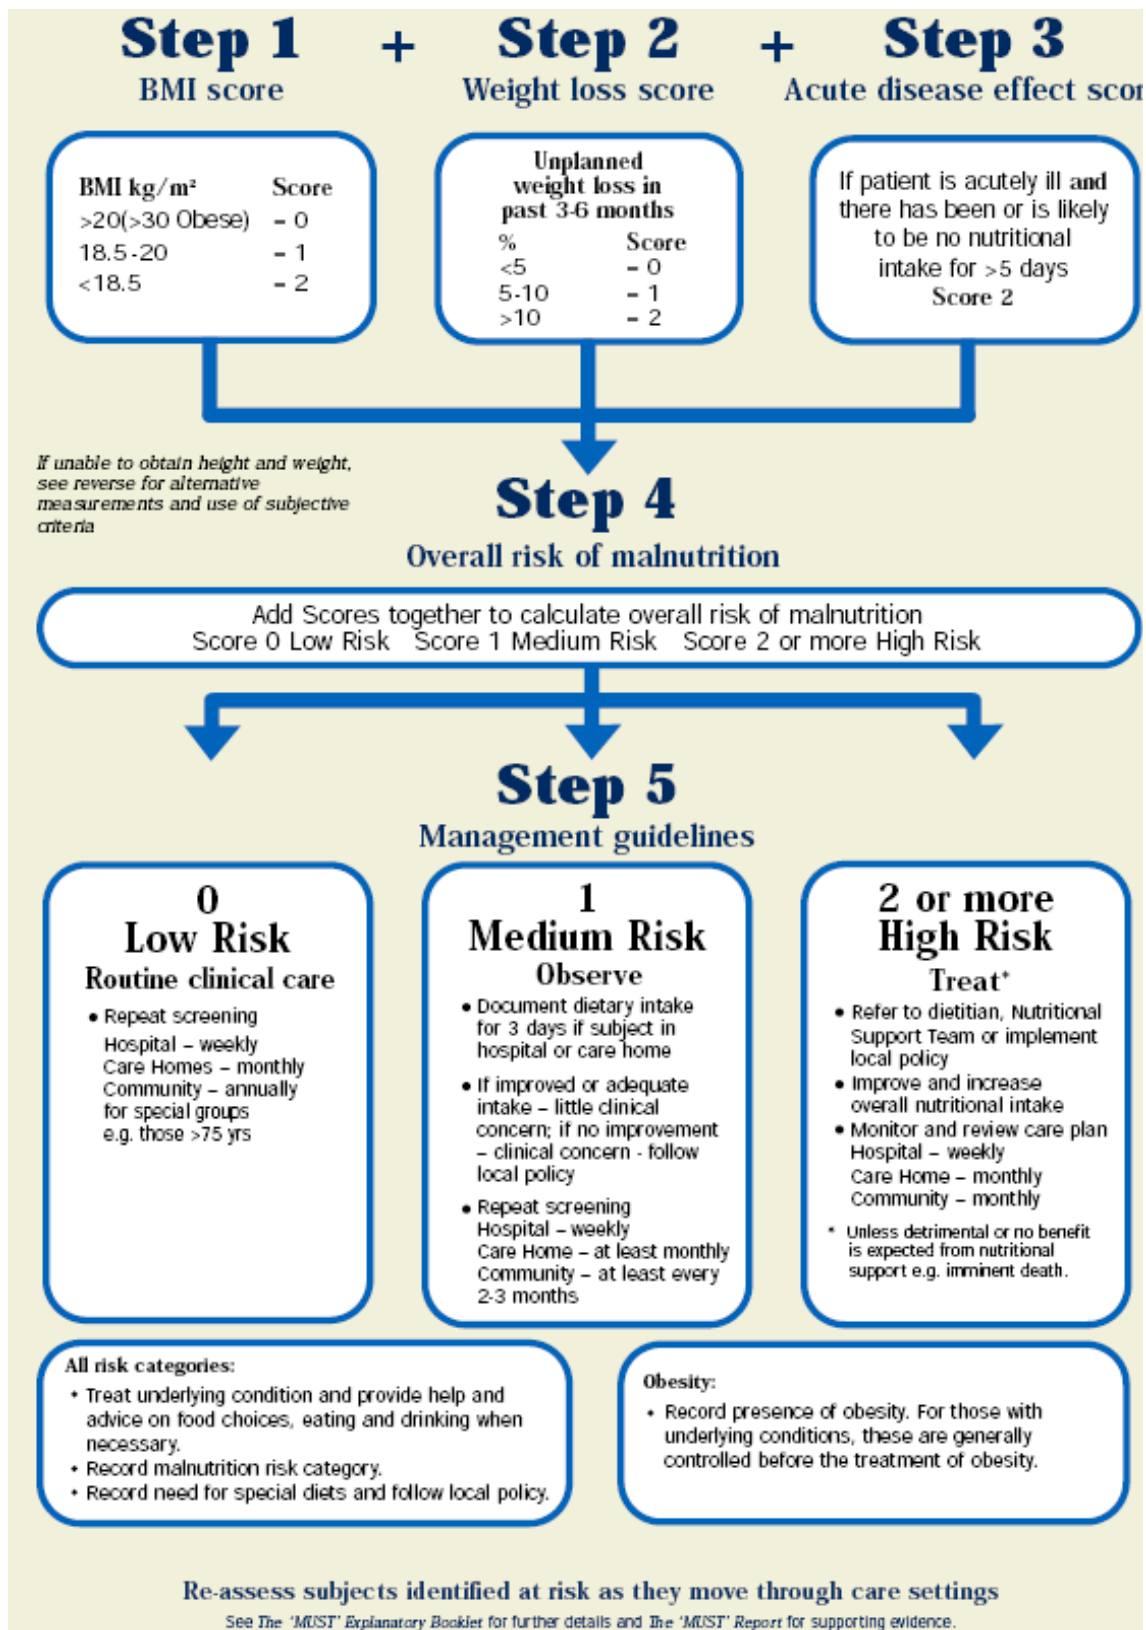 Step 1 + Step 2 + Step 3
BMI score
Weight loss score
Acute disease effect scor
BMI kg/m² Score
>20(>30 Obese) – 0
18.5-20 – 1
<18.5 – 2
Unplanned
weight loss in
past 3-6 months
% Score
<5 – 0
5-10 – 1
>10 – 2
If patient is acutely ill and
there has been or is likely
to be no nutritional
intake for >5 days
Score 2
If unable to obtain height and weight,
see reverse for alternative
measurements and use of subjective
criteria
Step 4
Overall risk of malnutrition
Add Scores together to calculate overall risk of malnutrition
Score 0 Low Risk Score 1 Medium Risk Score 2 or more High Risk
Step 5
Management guidelines
0
Low Risk
Routine clinical care
• Repeat screening
Hospital – weekly
Care Homes – monthly
Community – annually
for special groups
e.g. those >75 yrs
1
Medium Risk
Observe
• Document dietary intake
for 3 days if subject in
hospital or care home
• If improved or adequate
intake – little clinical
concern; if no improvement
– clinical concern - follow
local policy
• Repeat screening
Hospital – weekly
Care Home – at least monthly
Community – at least every
2-3 months
2 or more
High Risk
Treat*
• Refer to dietitian, Nutritional
Support Team or implement
local policy
• Improve and increase
overall nutritional intake
• Monitor and review care plan
Hospital – weekly
Care Home – monthly
Community – monthly
* Unless detrimental or no benefit
is expected from nutritional
support e.g. imminent death.
All risk categories:
• Treat underlying condition and provide help and
advice on food choices, eating and drinking when
necessary.
• Record malnutrition risk category.
• Record need for special diets and follow local policy.
Obesity:
• Record presence of obesity. For those with
underlying conditions, these are generally
controlled before the treatment of obesity.
Re-assess subjects identified at risk as they move through care settings
See The 'MUST' Explanatory Booklet for further details and The 'MUST' Report for supporting evidence.